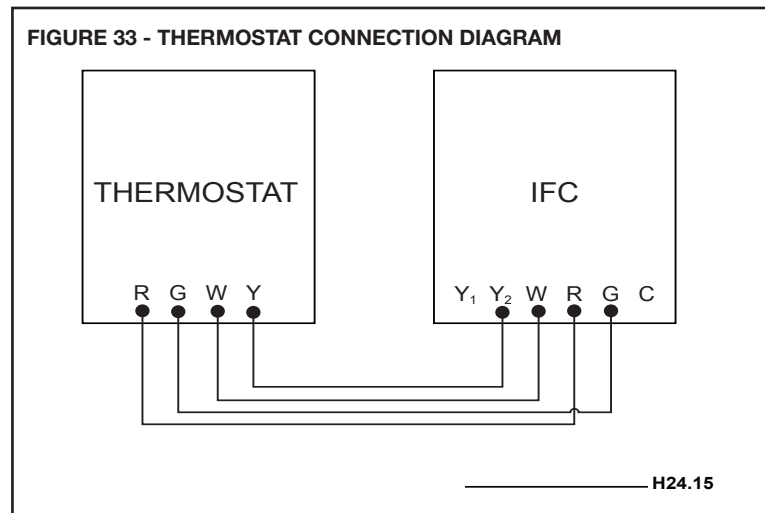 FIGURE 33 - THERMOSTAT CONNECTION DIAGRAM
THERMOSTAT
R G W Y
IFC
Y₁ Y₂ W R G C
H24.15